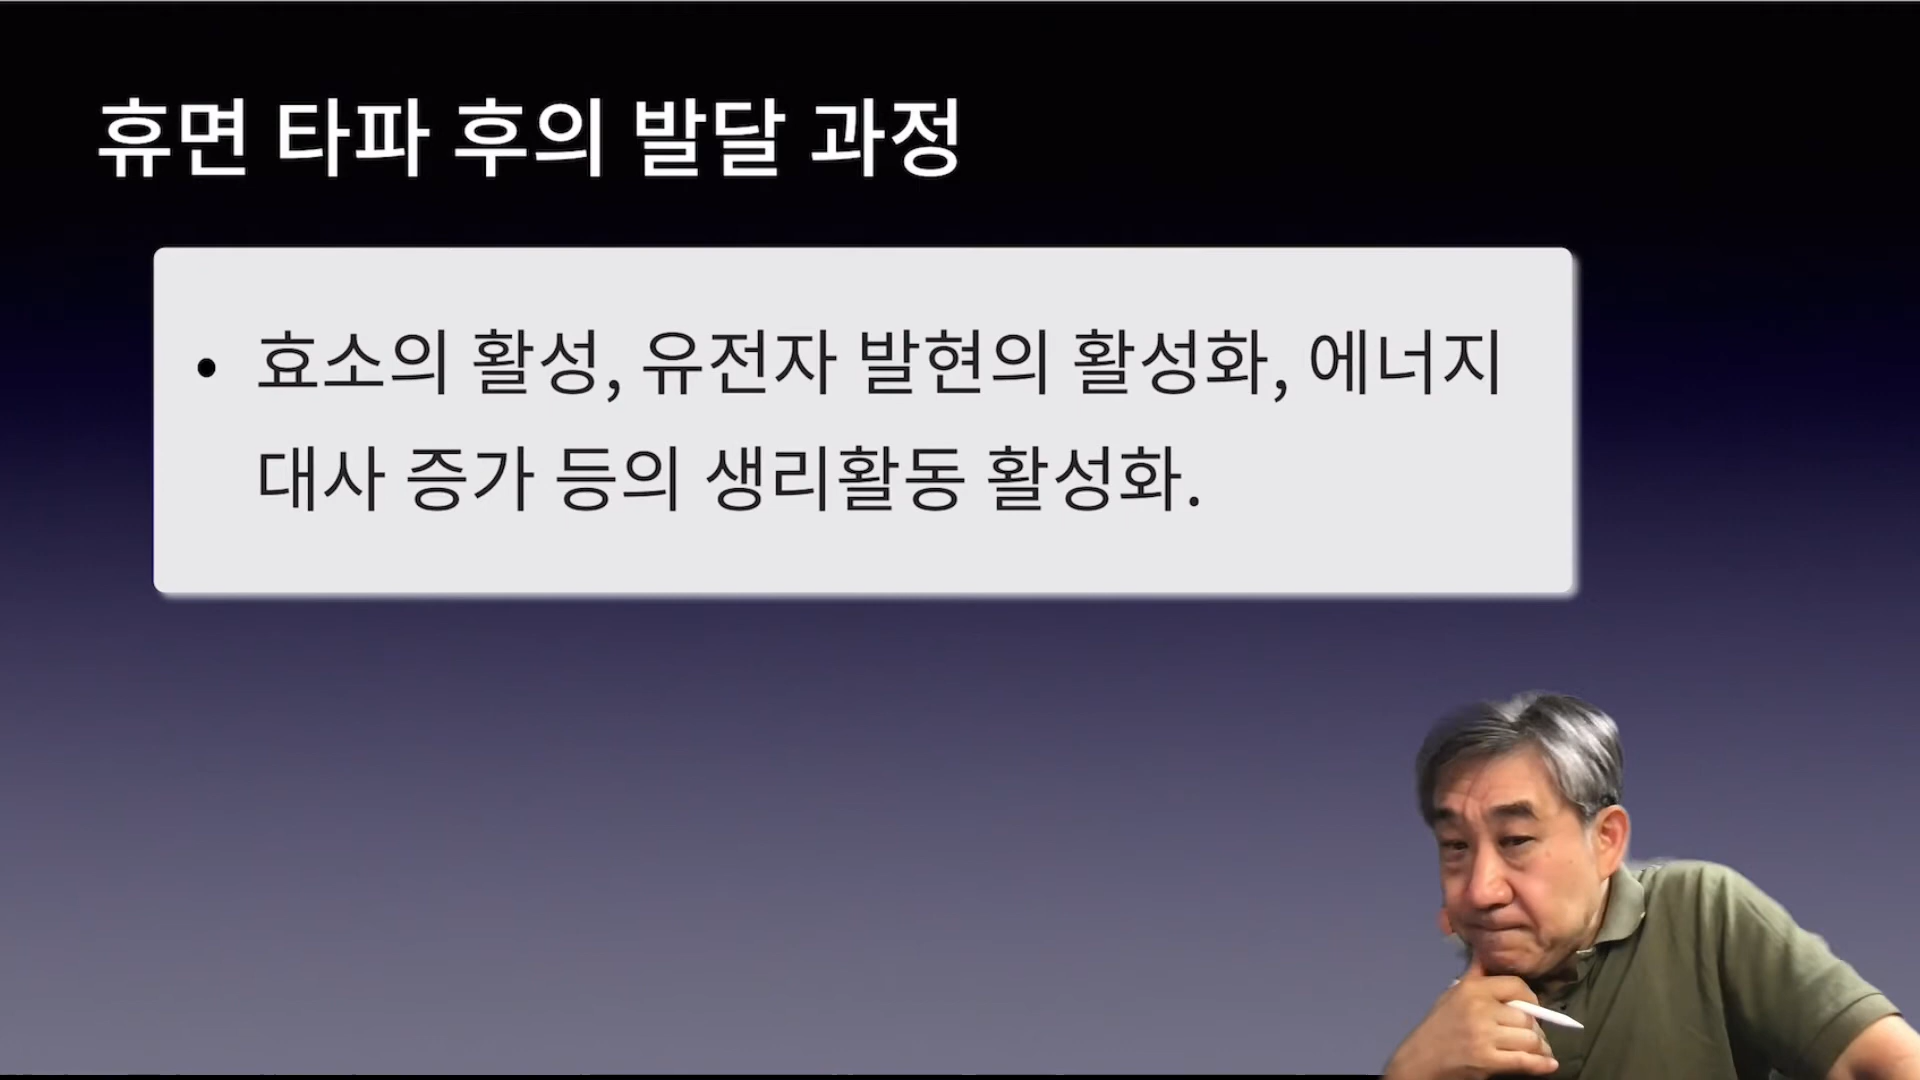 휴면 타파 후의 발달 과정
• 효소의 활성, 유전자 발현의 활성화, 에너지
대사 증가 등의 생리활동 활성화.